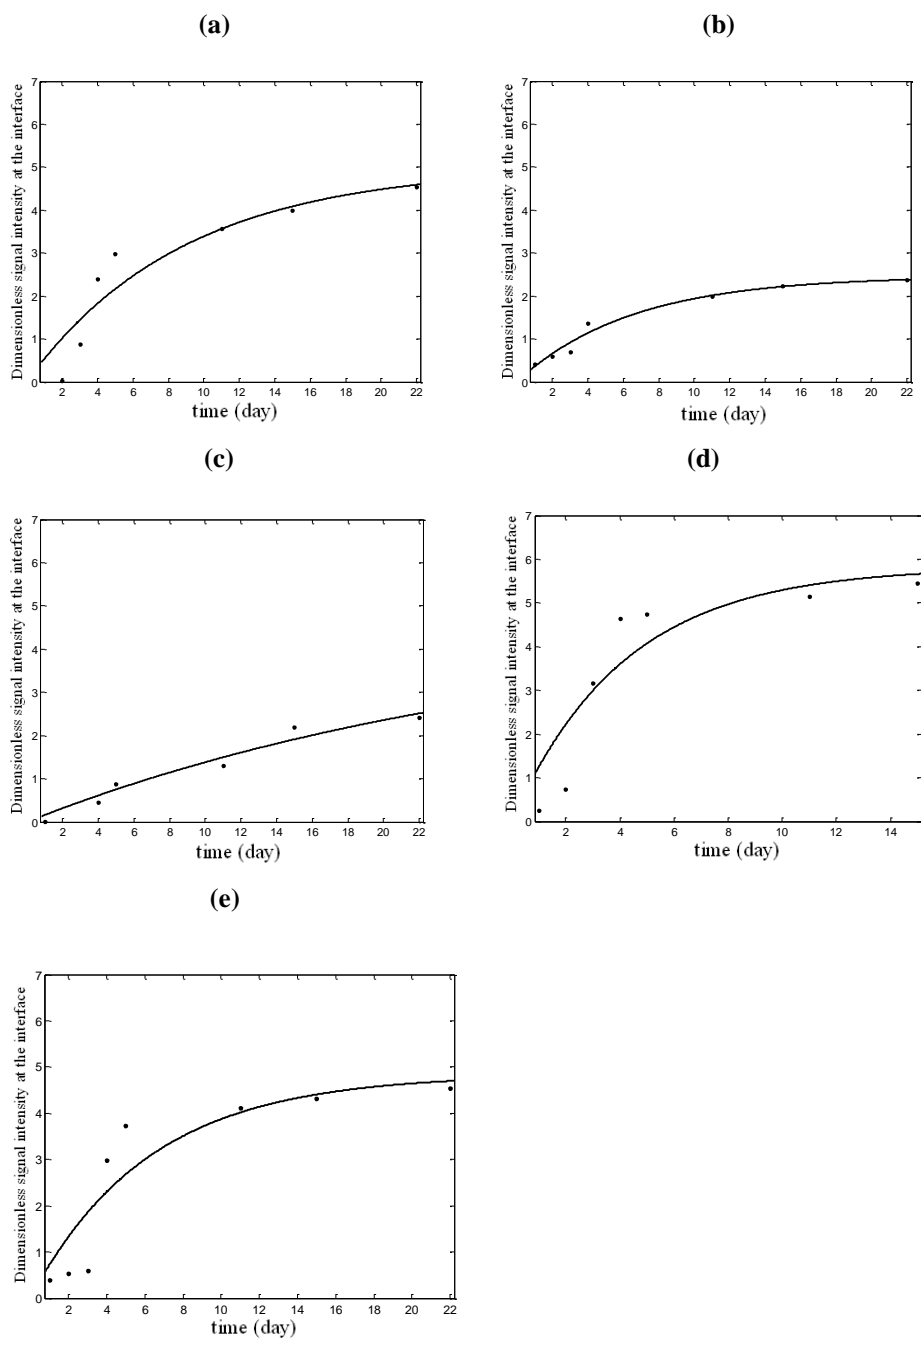 (a)
(b)
Dimensionless signal intensity at the interface
7
6
5
4
3
2
1
0
2 4 6 8 10 12 14 16 18 20 22
time (day)
Dimensionless signal intensity at the interface
7
6
5
4
3
2
1
0
2 4 6 8 10 12 14 16 18 20 22
time (day)
(c)
(d)
Dimensionless signal intensity at the interface
7
6
5
4
3
2
1
0
2 4 6 8 10 12 14 16 18 20 22
time (day)
Dimensionless signal intensity at the interface
7
6
5
4
3
2
1
0
2 4 6 8 10 12 14
time (day)
(e)
Dimensionless signal intensity at the interface
7
6
5
4
3
2
1
0
2 4 6 8 10 12 14 16 18 20 22
time (day)